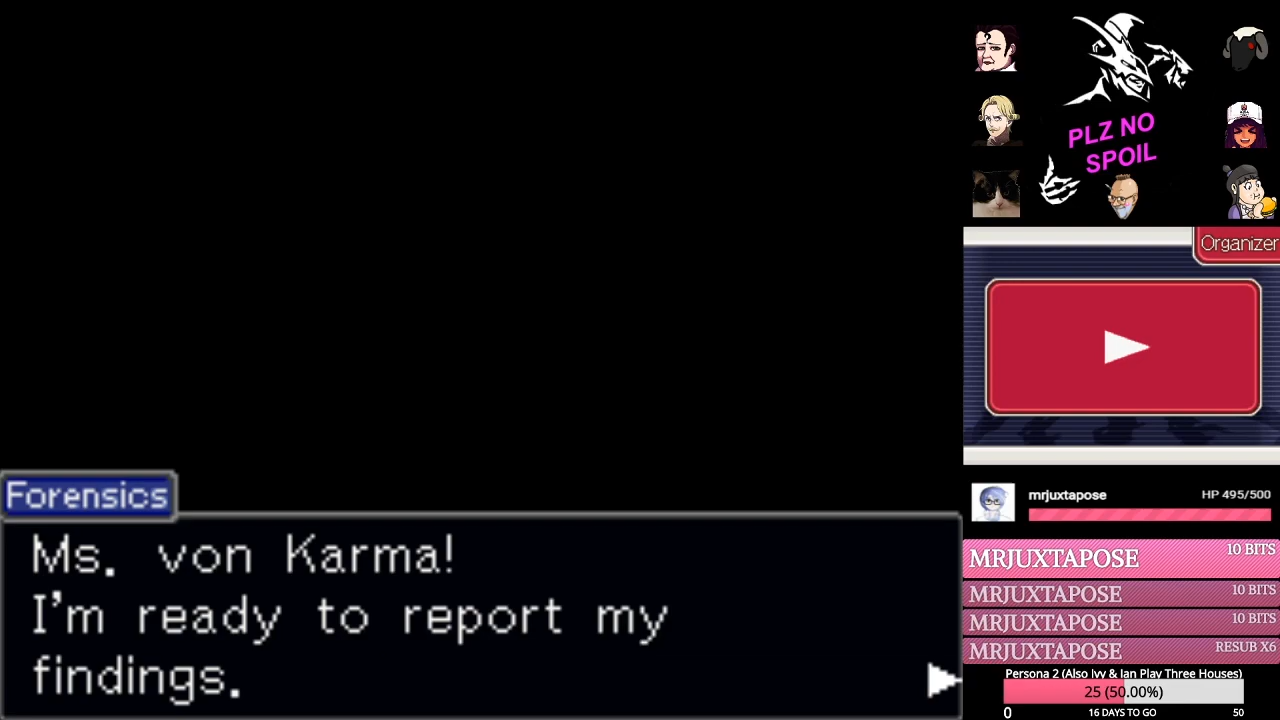 PLZ NO
SPOIL
Organizer
Forensics
Ms. von Karma!
I'm ready to report my
findings.
mrjuxtapose HP 495/500
MRJUXTAPOSE 10 BITS
MRJUXTAPOSE 10 BITS
MRJUXTAPOSE 10 BITS
MRJUXTAPOSE RESUB X6
Persona 2 (Also Ivy & Ian Play Three Houses)
25 (50.00%)
0 16 DAYS TO GO 50